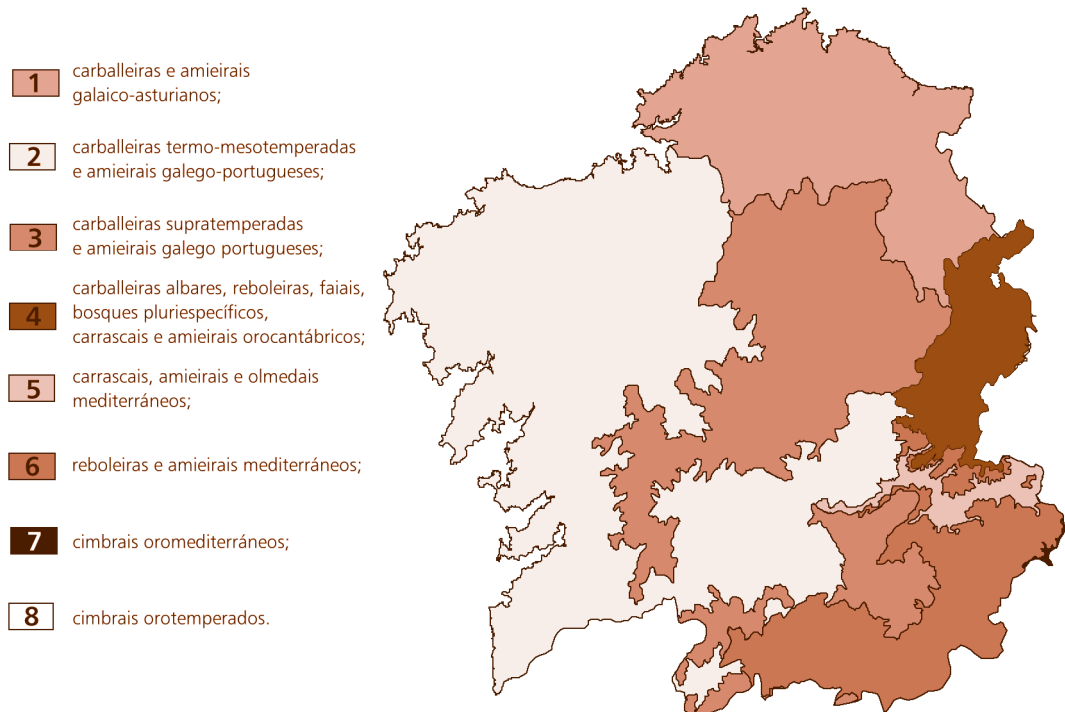 1 carballeiras e amieirais
galaico-asturianos;
2 carballeiras termo-mesotemperadas
e amieirais galego-portugueses;
3 carballeiras supratemperadas
e amieirais galego portugueses;
4 carballeiras albares, reboleiras, faiais,
bosques pluriespecíficos,
carrascais e amieirais orocantábricos;
5 carrascais, amieirais e olmedais
mediterráneos;
6 reboleiras e amieirais mediterráneos;
7 cimbrais oromediterráneos;
8 cimbrais orotemperados.